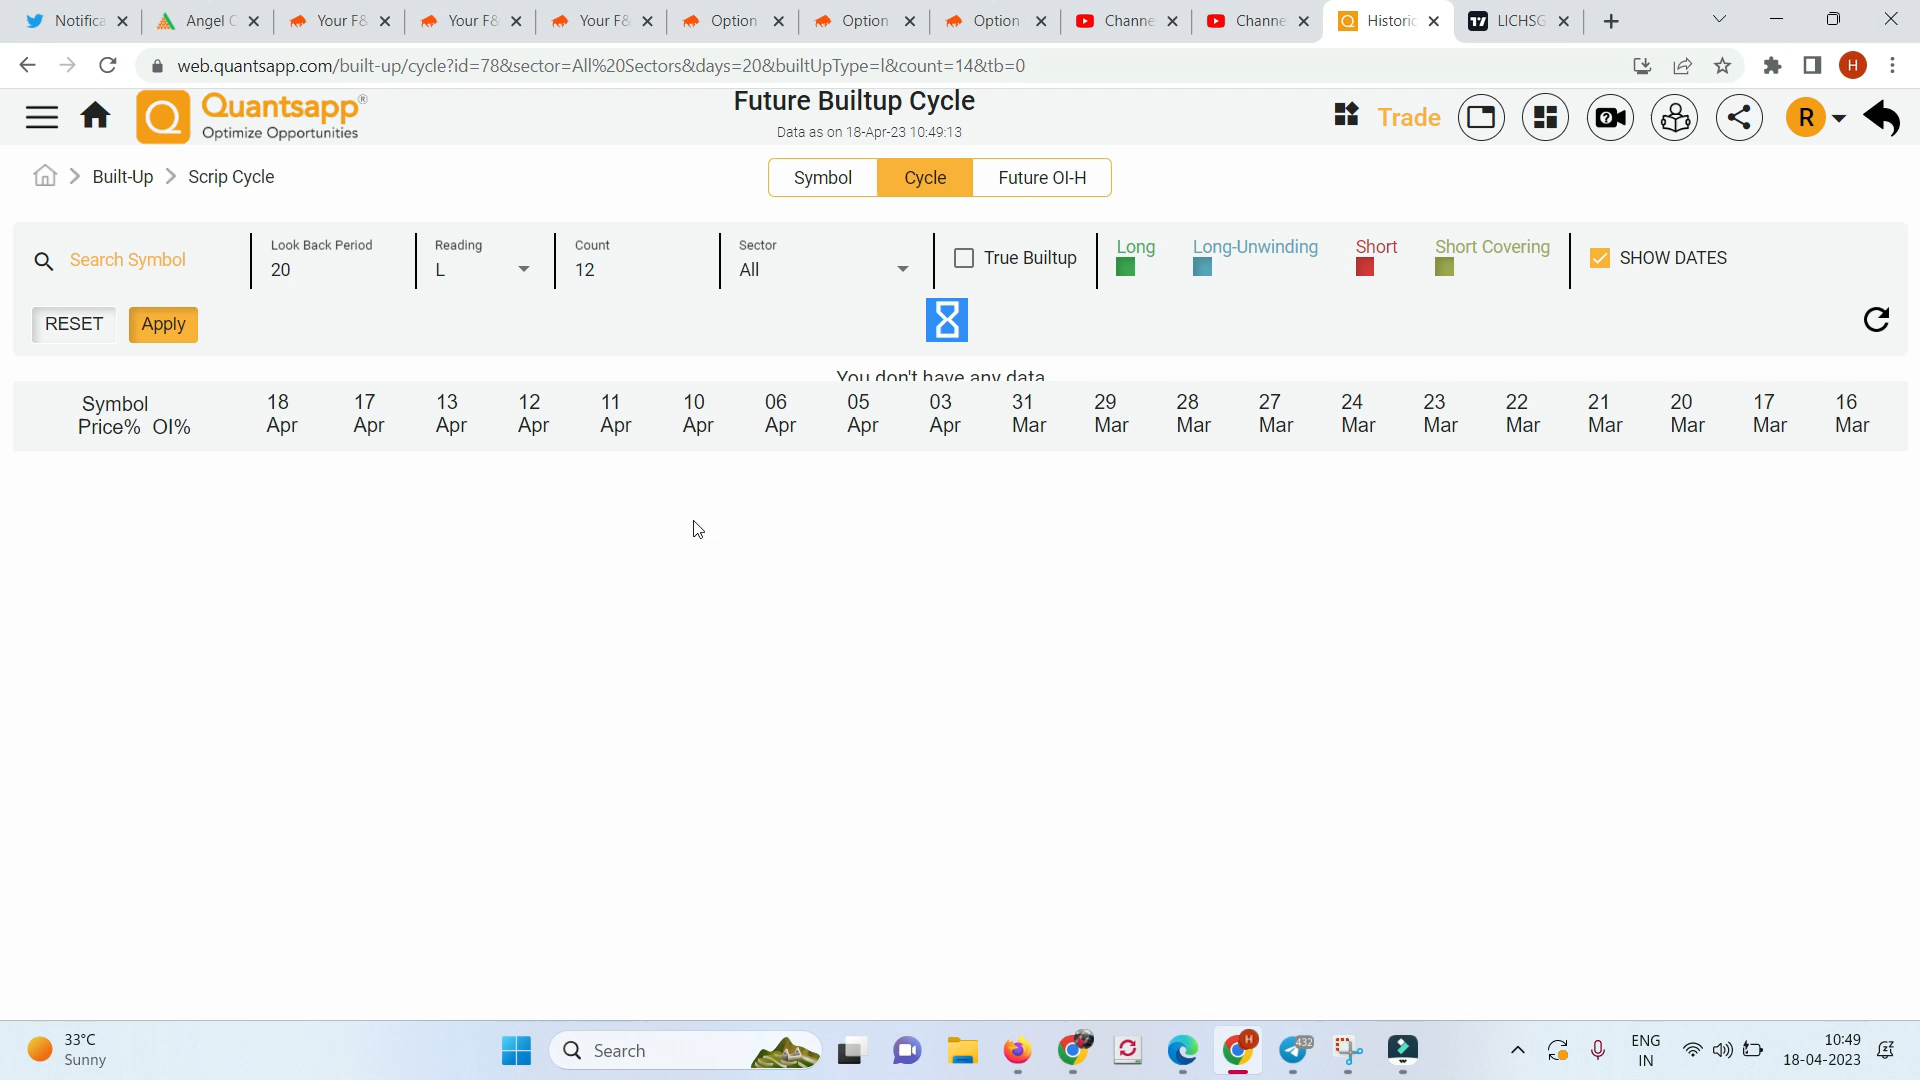 Notifica
Angel C
Your F&
Your F&
Your F&
Option
Option
Option
Channe
Channe
Historic
LICHSG
web.quantsapp.com/built-up/cycle?id=78&sector=All%20Sectors&days=20&builtUpType=l&count=14&tb=0
H
Quantsapp®
Optimize Opportunities
Future Builtup Cycle
Data as on 18-Apr-23 10:49:13
Trade
R
Built-Up > Scrip Cycle
Symbol
Cycle
Future OI-H
Search Symbol
Look Back Period
20
Reading
L
Count
12
Sector
All
True Builtup
Long
Long-Unwinding
Short
Short Covering
SHOW DATES
RESET
Apply
You don't have any data
Symbol 18 17 13 12 11 10 06 05 03 31 29 28 27 24 23 22 21 20 17 16
Price% OI% Apr Apr Apr Apr Apr Apr Apr Apr Apr Mar Mar Mar Mar Mar Mar Mar Mar Mar Mar Mar
33°C
Sunny
Search
H
432
ENG
IN
10:49
18-04-2023